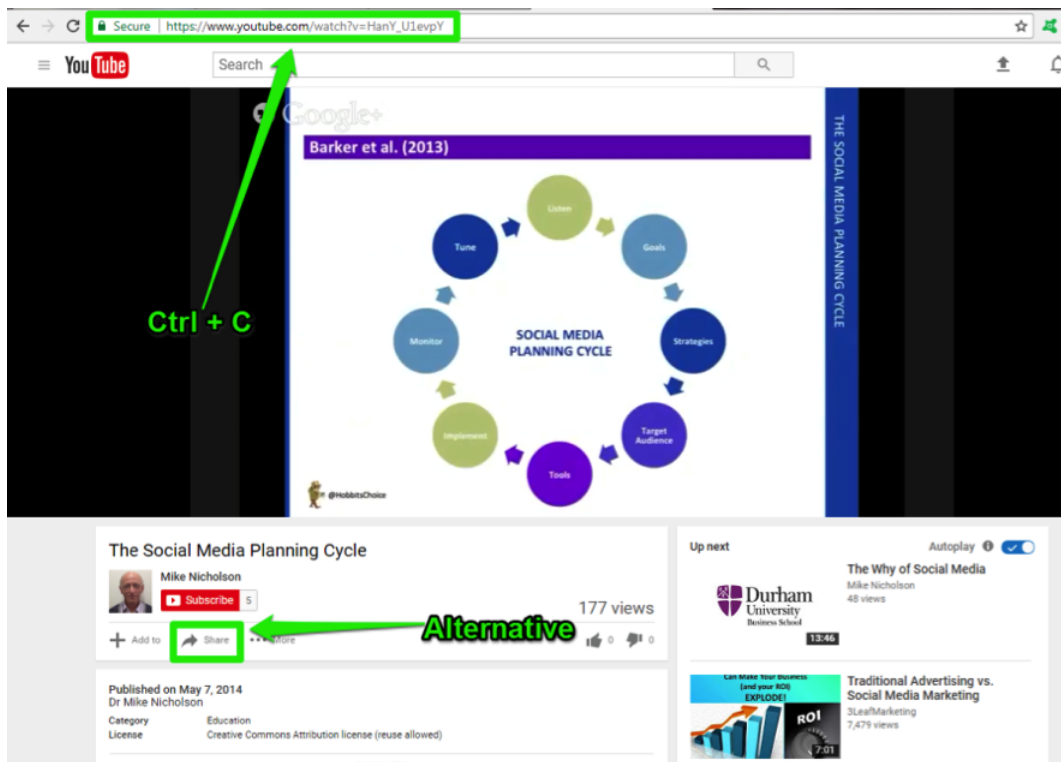 Secure https://www.youtube.com/watch?v=HanY_U1evpY
YouTube
Search
Google+
Barker et al. (2013)
THE SOCIAL MEDIA PLANNING CYCLE
Listen
Tune
Goals
Ctrl + C
Monitor
SOCIAL MEDIA
PLANNING CYCLE
Strategies
Implement
Target
Audience
Tools
@HobbitsChoice
The Social Media Planning Cycle
Mike Nicholson
Subscribe 5
177 views
Add to Share More
Alternative
0 0
Published on May 7, 2014
Dr Mike Nicholson
Category Education
License Creative Commons Attribution license (reuse allowed)
Up next Autoplay
Durham
University
Business School
13:46
The Why of Social Media
Mike Nicholson
48 views
Can Make Your Business
(and your ROI)
EXPLODE!
ROI
7:01
Traditional Advertising vs.
Social Media Marketing
3LeafMarketing
7,479 views